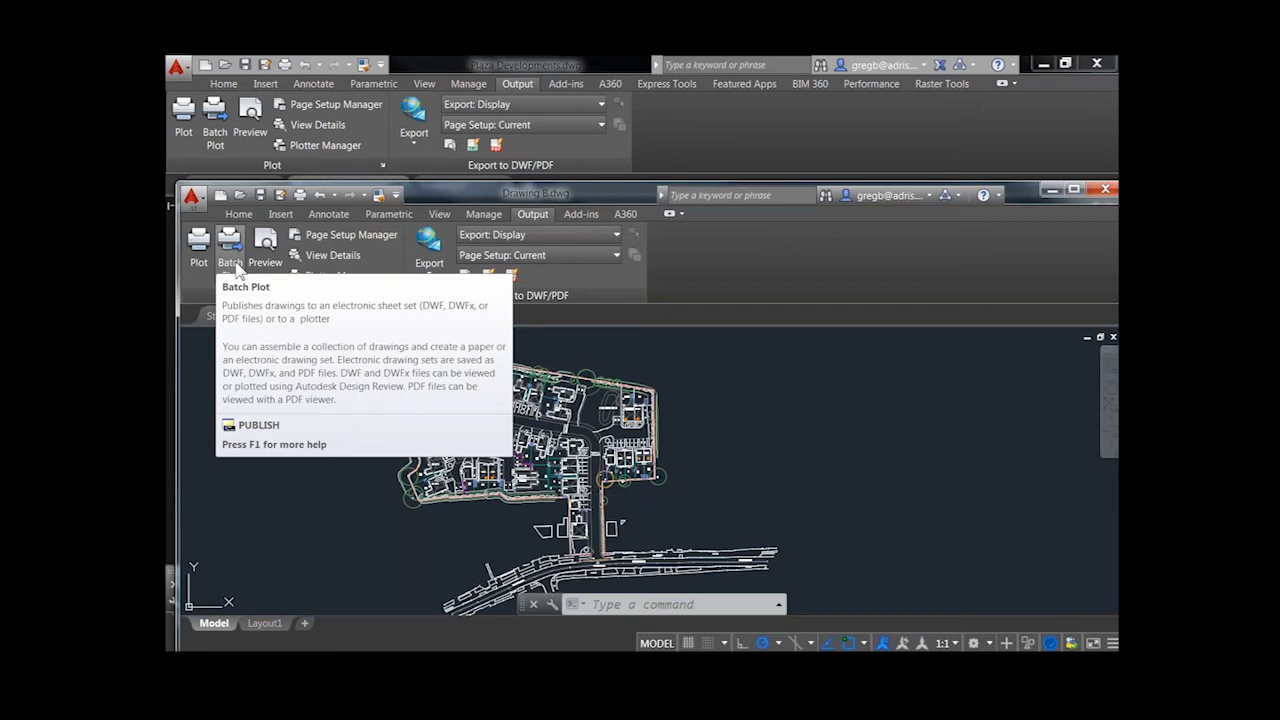 Plaza Developments.dwg
Type a keyword or phrase
gregb@adris...
Home Insert Annotate Parametric View Manage Output Add-ins A360 Express Tools Featured Apps BIM 360 Performance Raster Tools
Plot
Batch
Plot
Preview
Page Setup Manager
View Details
Plotter Manager
Export
Export: Display
Page Setup: Current
Plot
Export to DWF/PDF
Drawing B.dwg
Type a keyword or phrase
gregb@adris...
Home Insert Annotate Parametric View Manage Output Add-ins A360
Plot
Batch
Preview
Page Setup Manager
View Details
Export
Export: Display
Page Setup: Current
to DWF/PDF
Batch Plot
Publishes drawings to an electronic sheet set (DWF, DWFx, or
PDF files) or to a plotter
You can assemble a collection of drawings and create a paper or
an electronic drawing set. Electronic drawing sets are saved as
DWF, DWFx, and PDF files. DWF and DWFx files can be viewed
or plotted using Autodesk Design Review. PDF files can be
viewed with a PDF viewer.
PUBLISH
Press F1 for more help
Y
X
Type a command
Model Layout1 +
MODEL
1:1